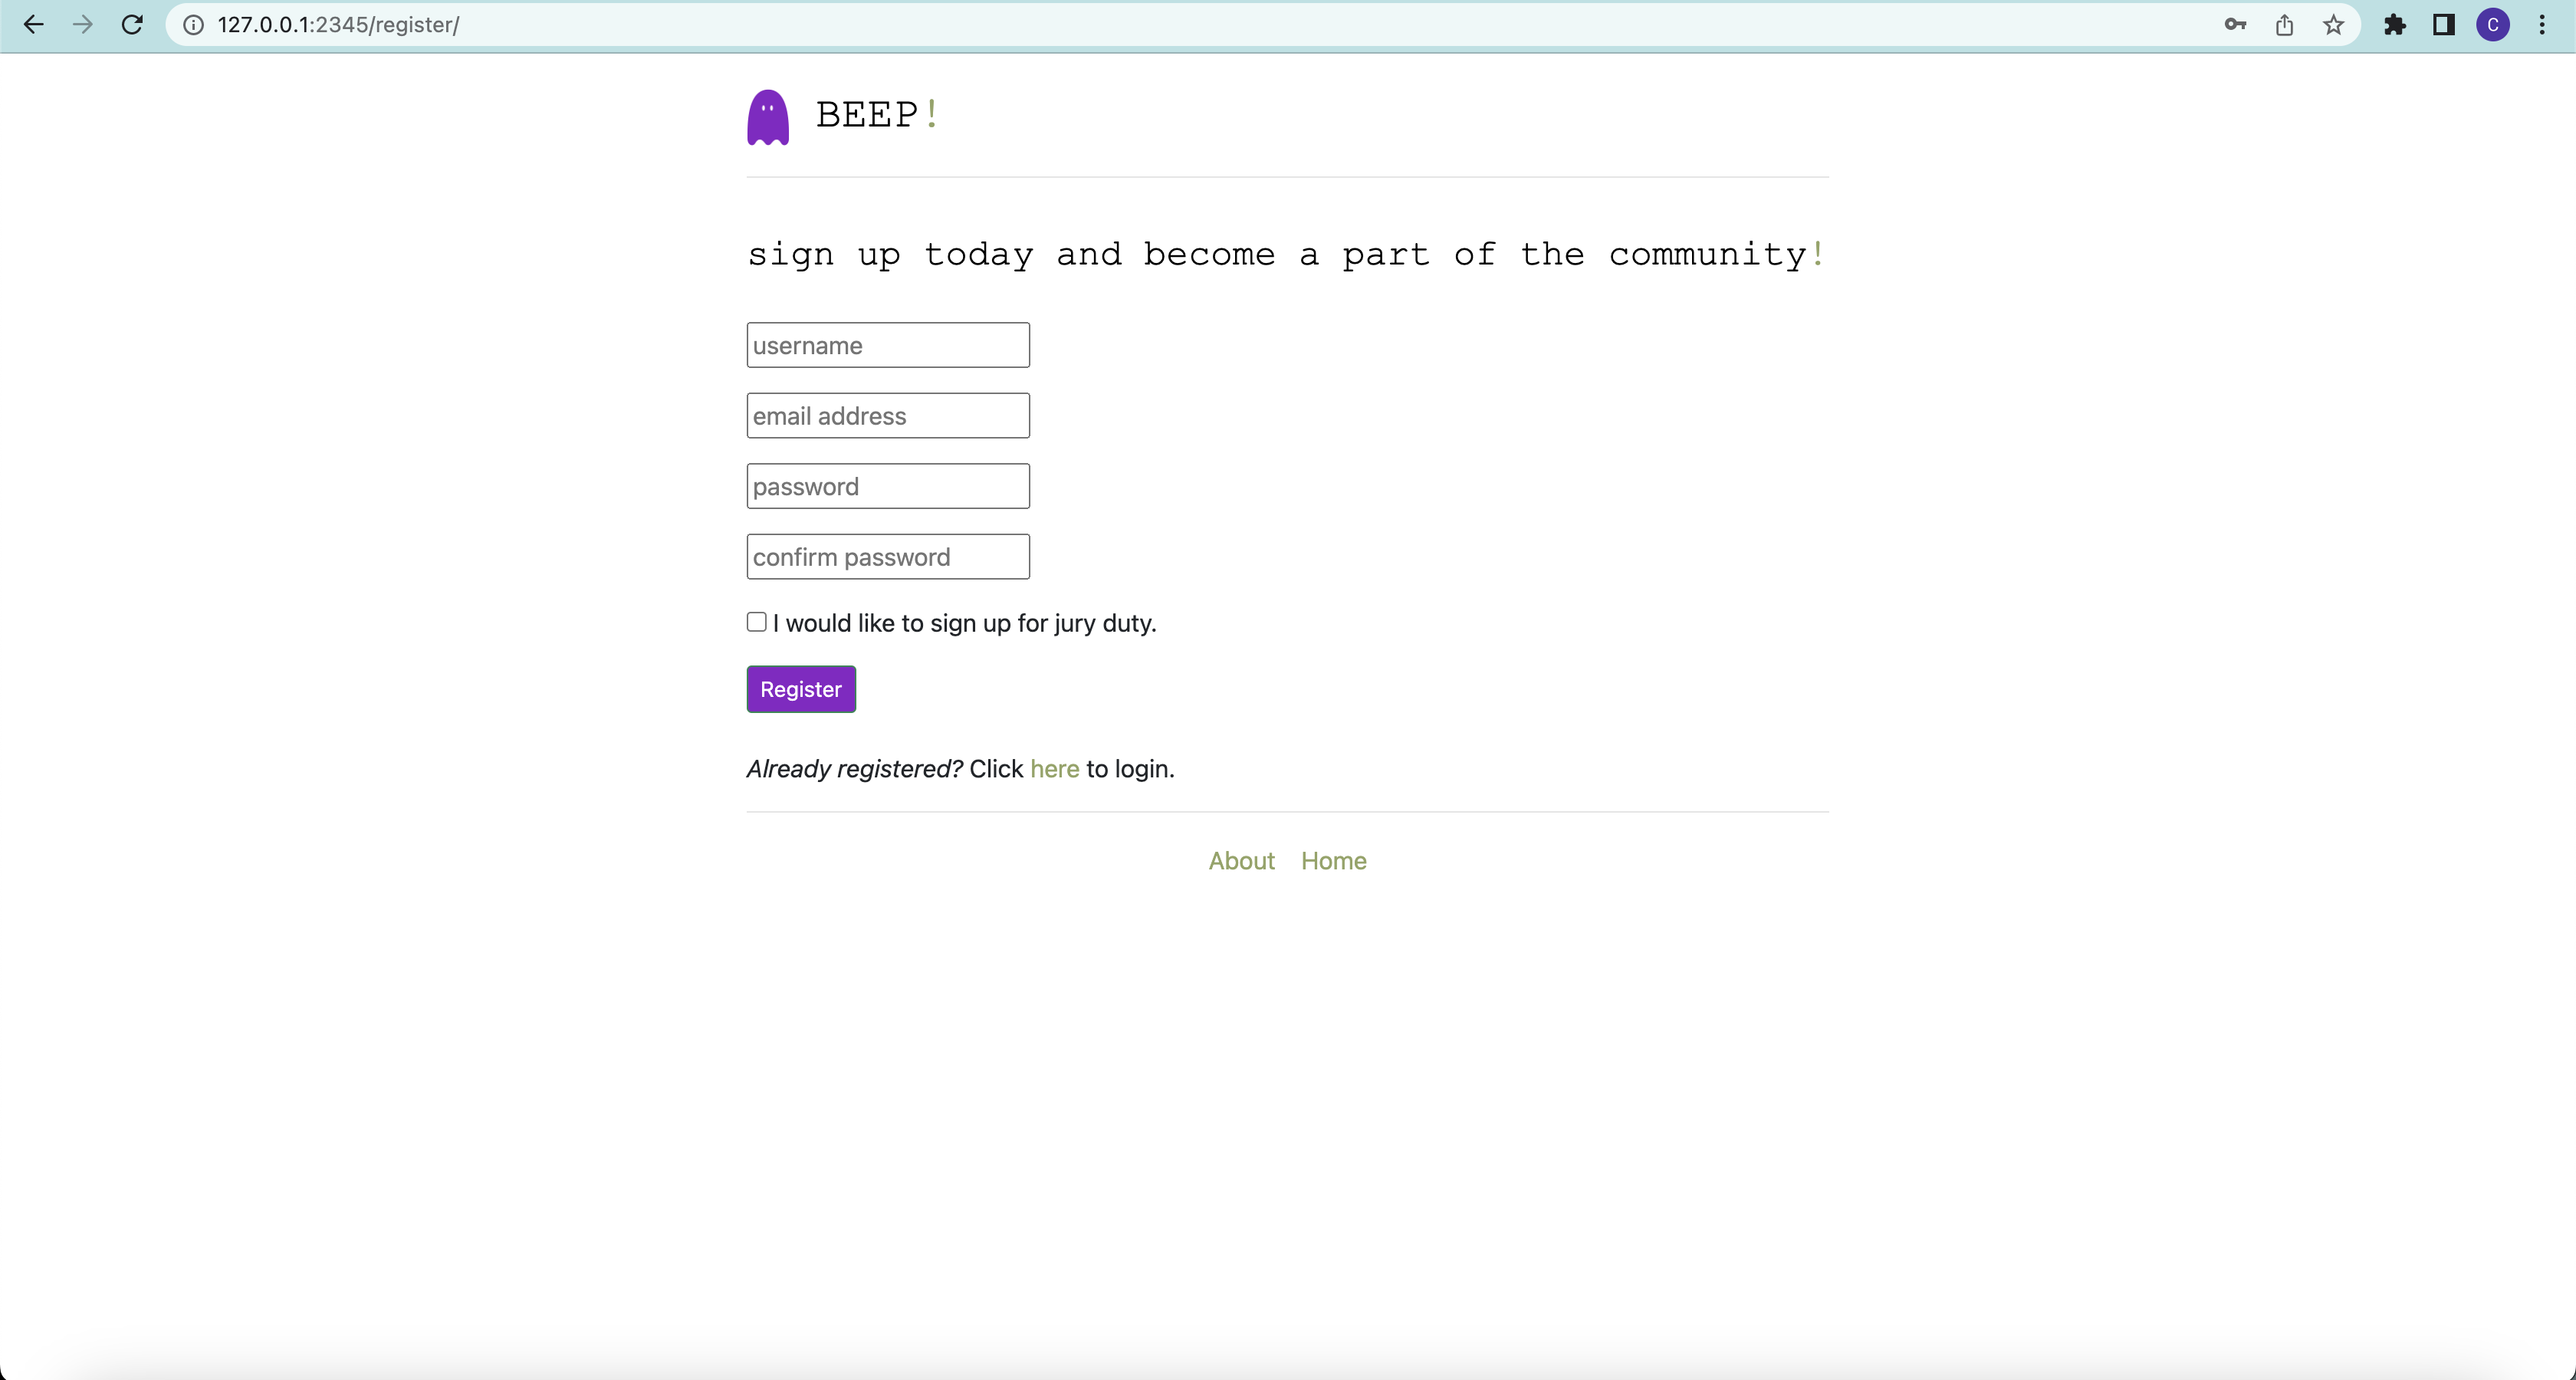 127.0.0.1:2345/register/
C
BEEP!
sign up today and become a part of the community!
username
email address
password
confirm password
I would like to sign up for jury duty.
Register
Already registered? Click here to login.
About Home